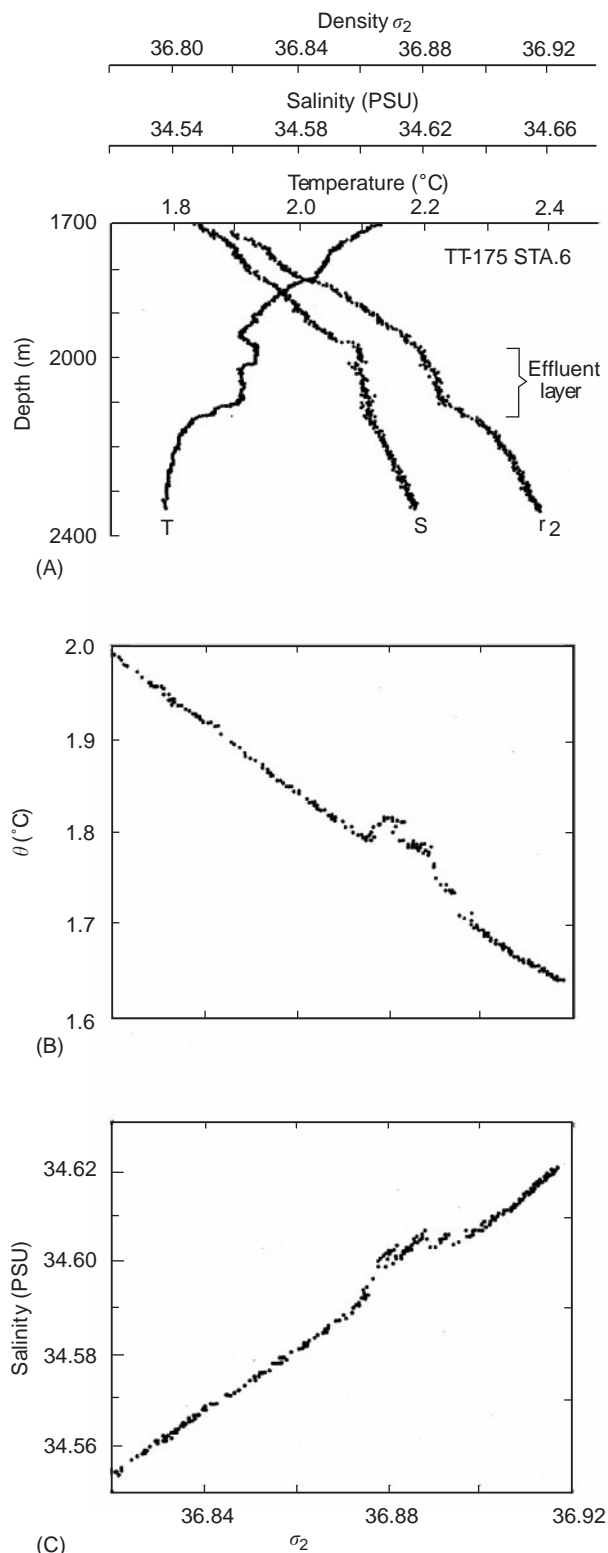 Density σ2
36.80 36.84 36.88 36.92
Salinity (PSU)
34.54 34.58 34.62 34.66
Temperature (˚C)
1.8 2.0 2.2 2.4
1700
TT-175 STA.6
2000
Effluent
layer
Depth (m)
2400
T S r 2
(A)
2.0
1.9
1.8
1.7
1.6
θ (˚C)
(B)
34.62
34.60
34.58
34.56
Salinity (PSU)
36.84 36.88 36.92
σ2
(C)